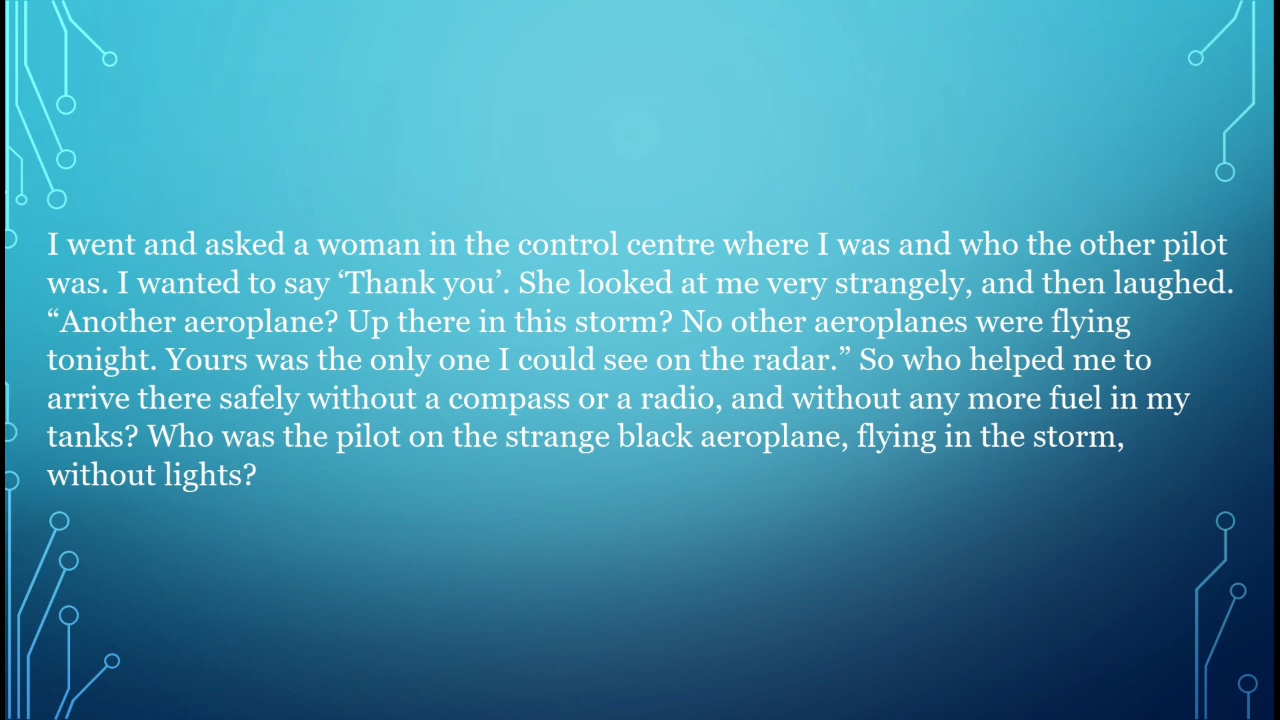 I went and asked a woman in the control centre where I was and who the other pilot
was. I wanted to say ‘Thank you’. She looked at me very strangely, and then laughed.
“Another aeroplane? Up there in this storm? No other aeroplanes were flying
tonight. Yours was the only one I could see on the radar.” So who helped me to
arrive there safely without a compass or a radio, and without any more fuel in my
tanks? Who was the pilot on the strange black aeroplane, flying in the storm,
without lights?